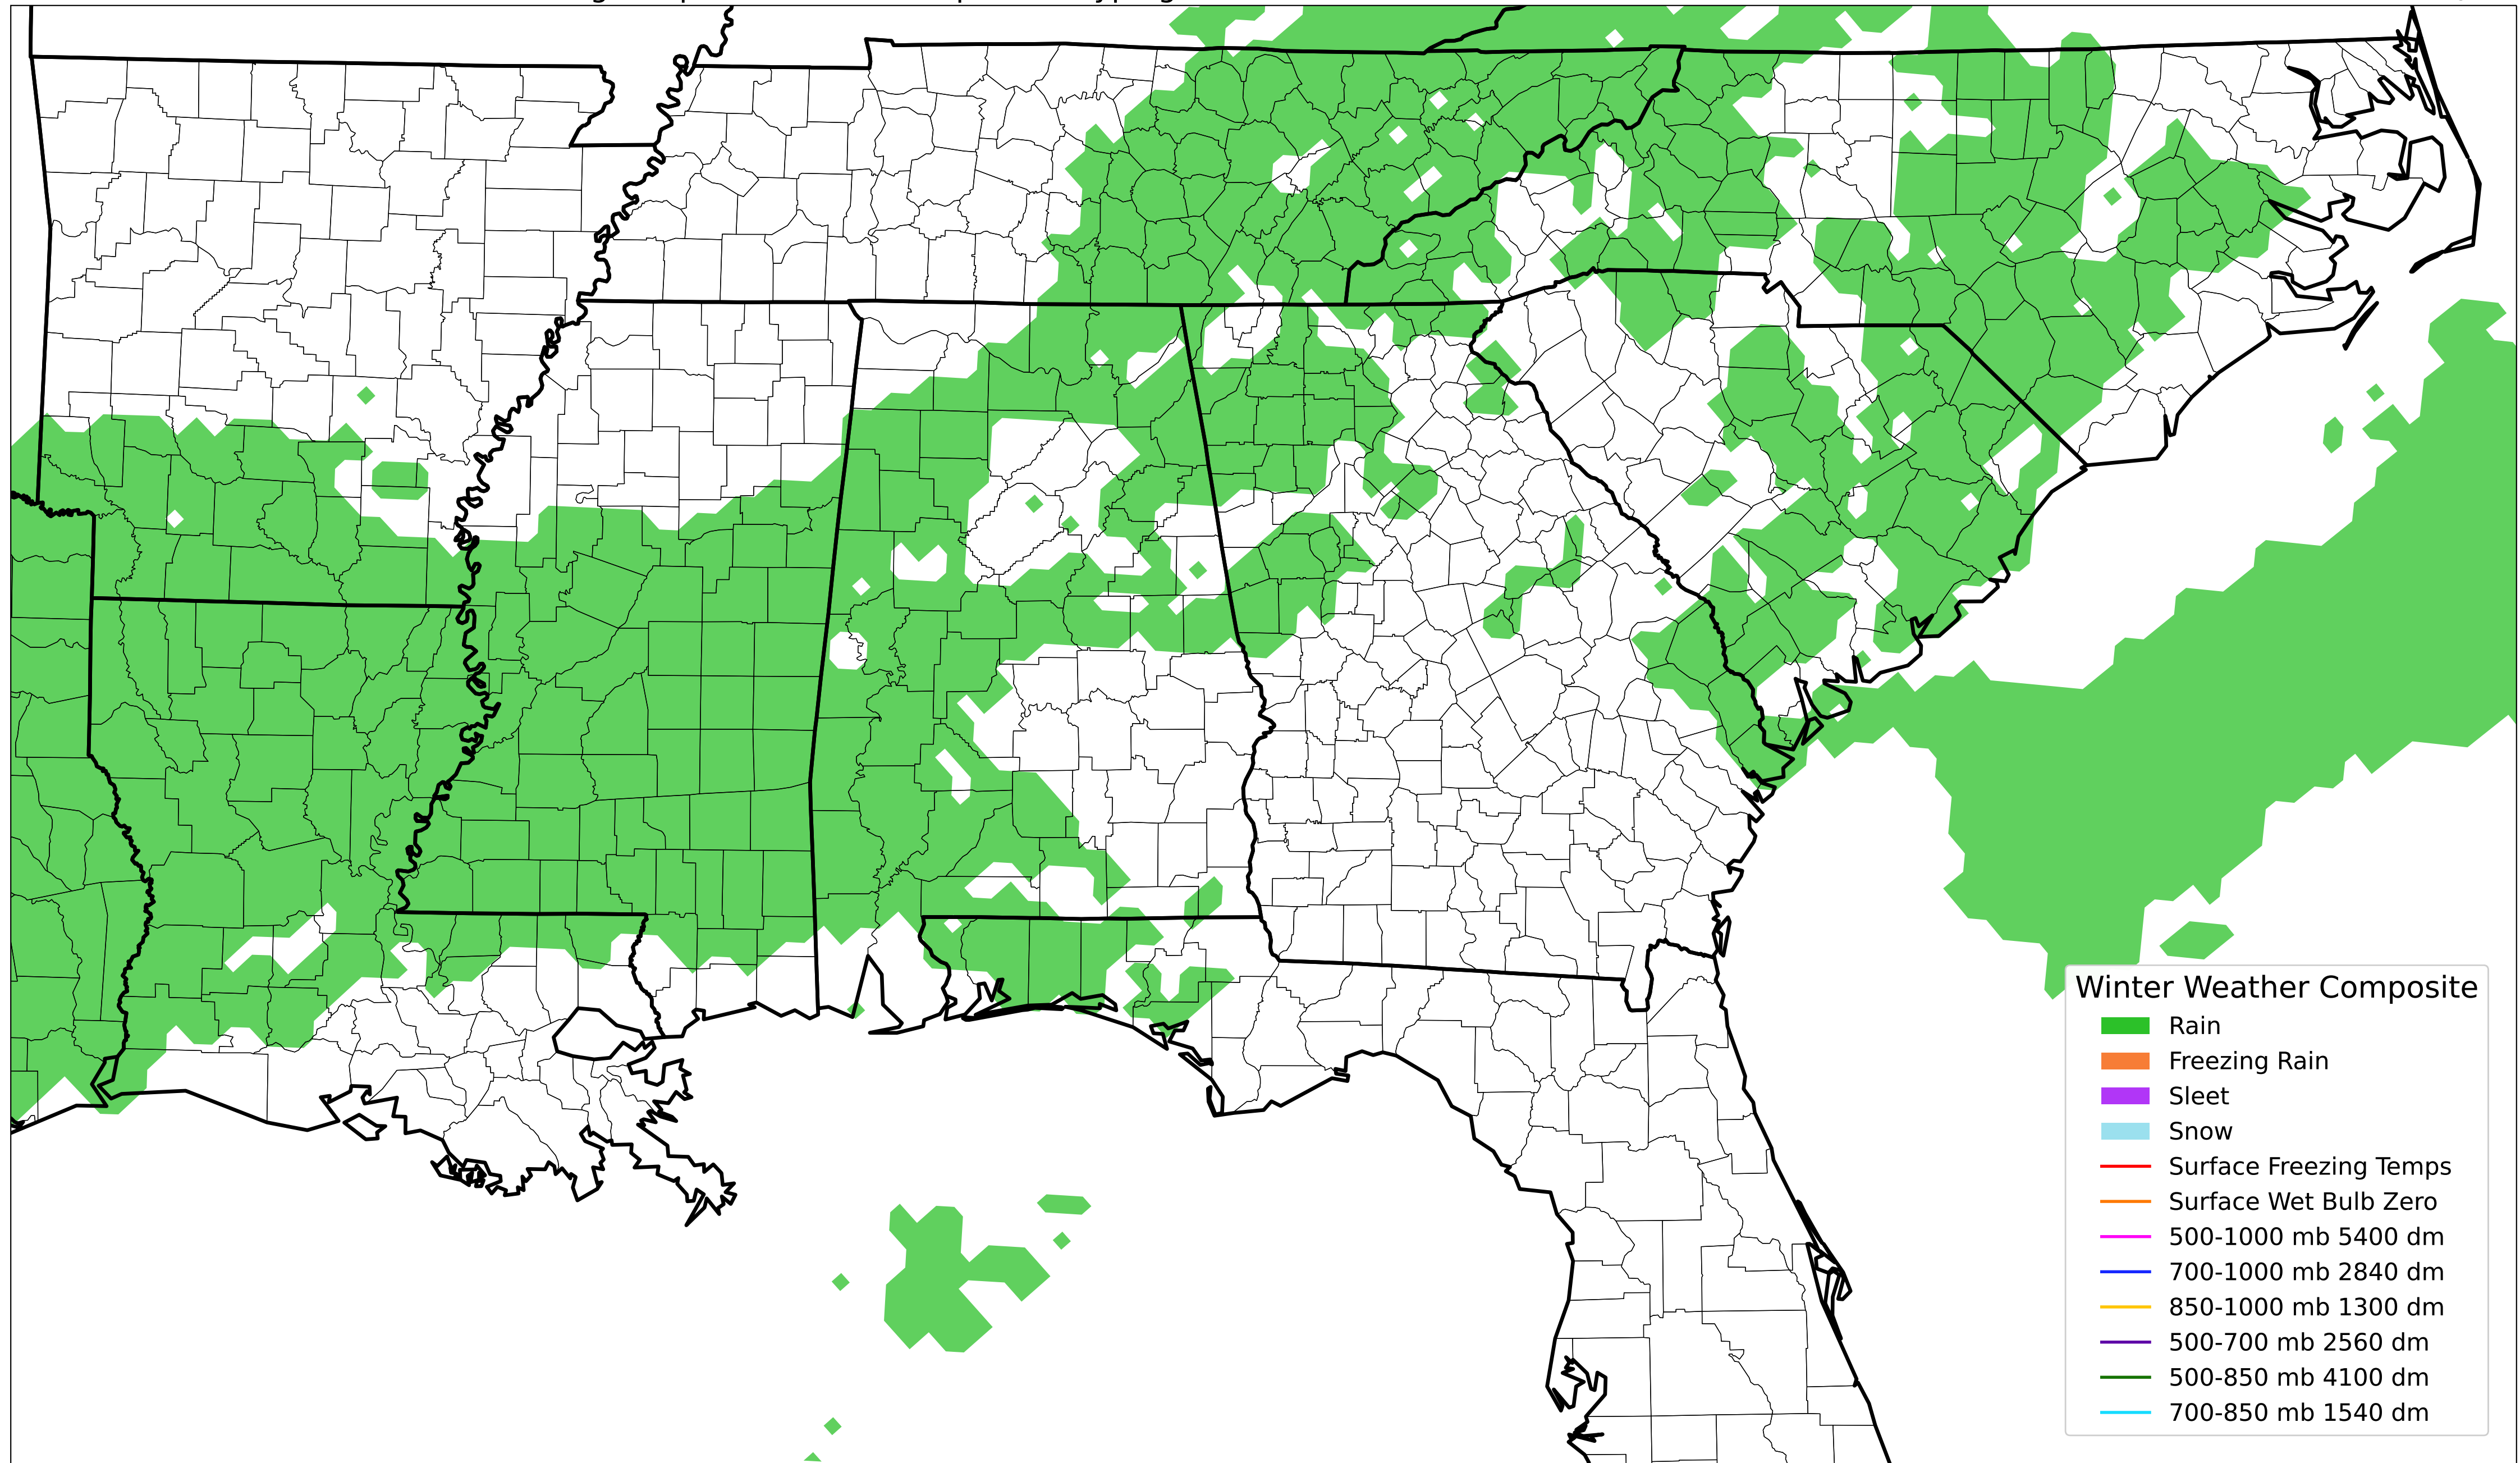 Winter Weather Composite
Rain
Freezing Rain
Sleet
Snow
Surface Freezing Temps
Surface Wet Bulb Zero
500-1000 mb 5400 dm
700-1000 mb 2840 dm
850-1000 mb 1300 dm
500-700 mb 2560 dm
500-850 mb 4100 dm
700-850 mb 1540 dm